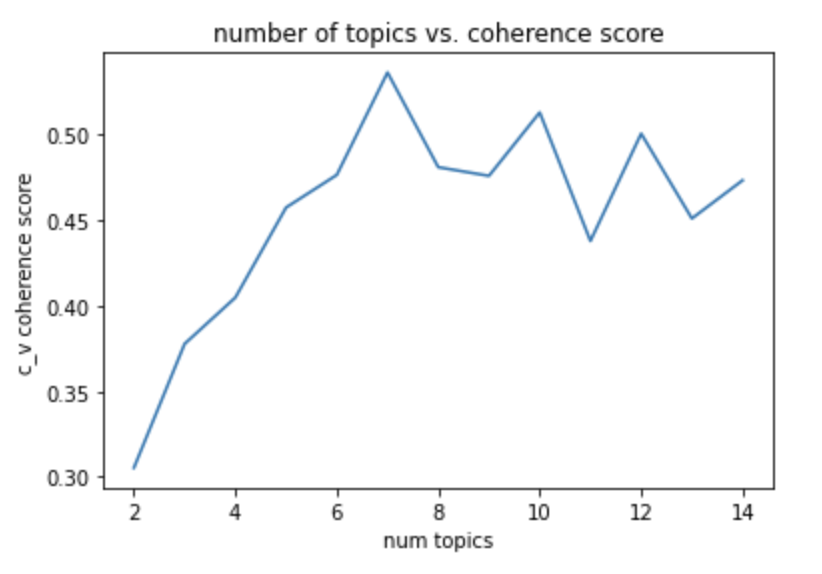 number of topics vs. coherence score
c_v coherence score
0.50
0.45
0.40
0.35
0.30
2 4 6 8 10 12 14
num topics